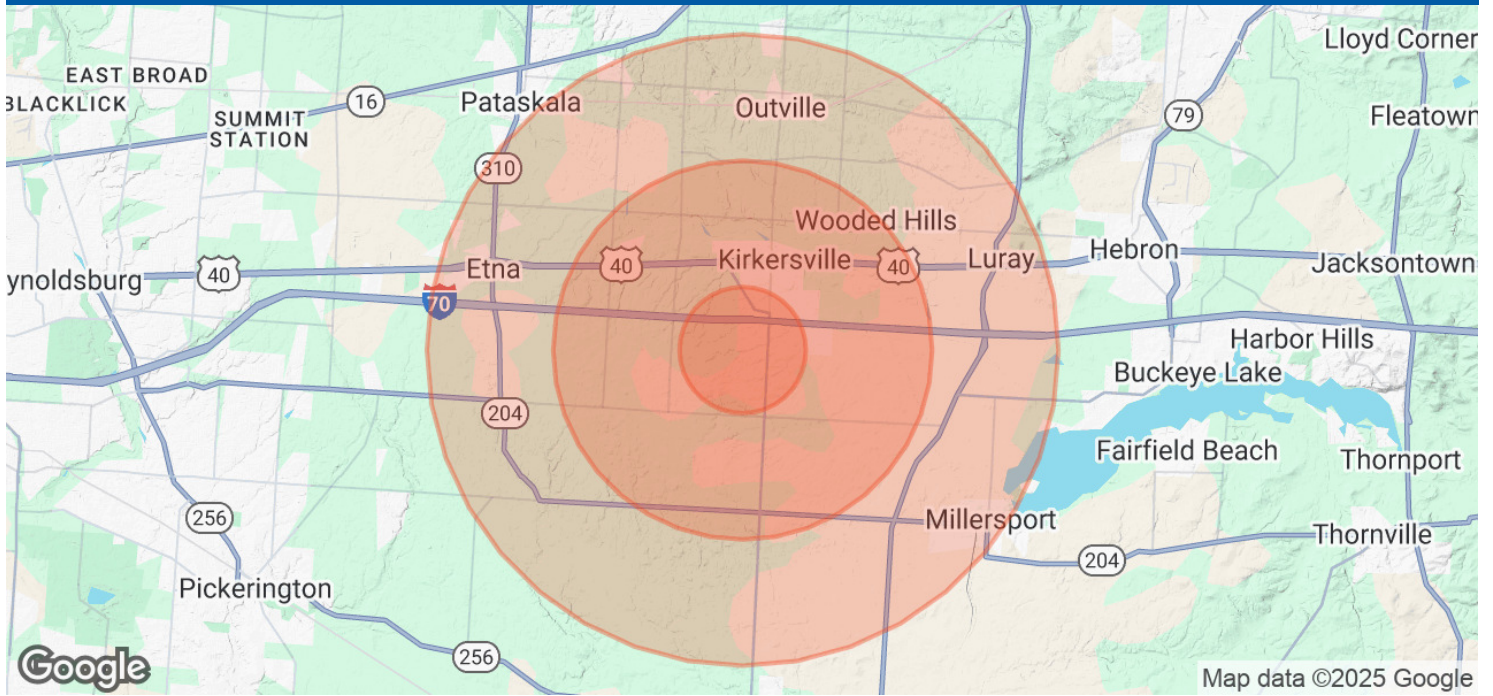 Lloyd Corner
EAST BROAD
BLACKLICK
16
Pataskala
Outville
79
Fleatown
SUMMIT
STATION
310
Wooded Hills
Kirkersville
Luray
Hebron
Jacksontown
ynoldsburg
40
Etna
40
40
70
Harbor Hills
Buckeye Lake
204
Fairfield Beach
Thornport
256
Millersport
Thornville
204
Pickerington
256
Google
Map data ©2025 Google